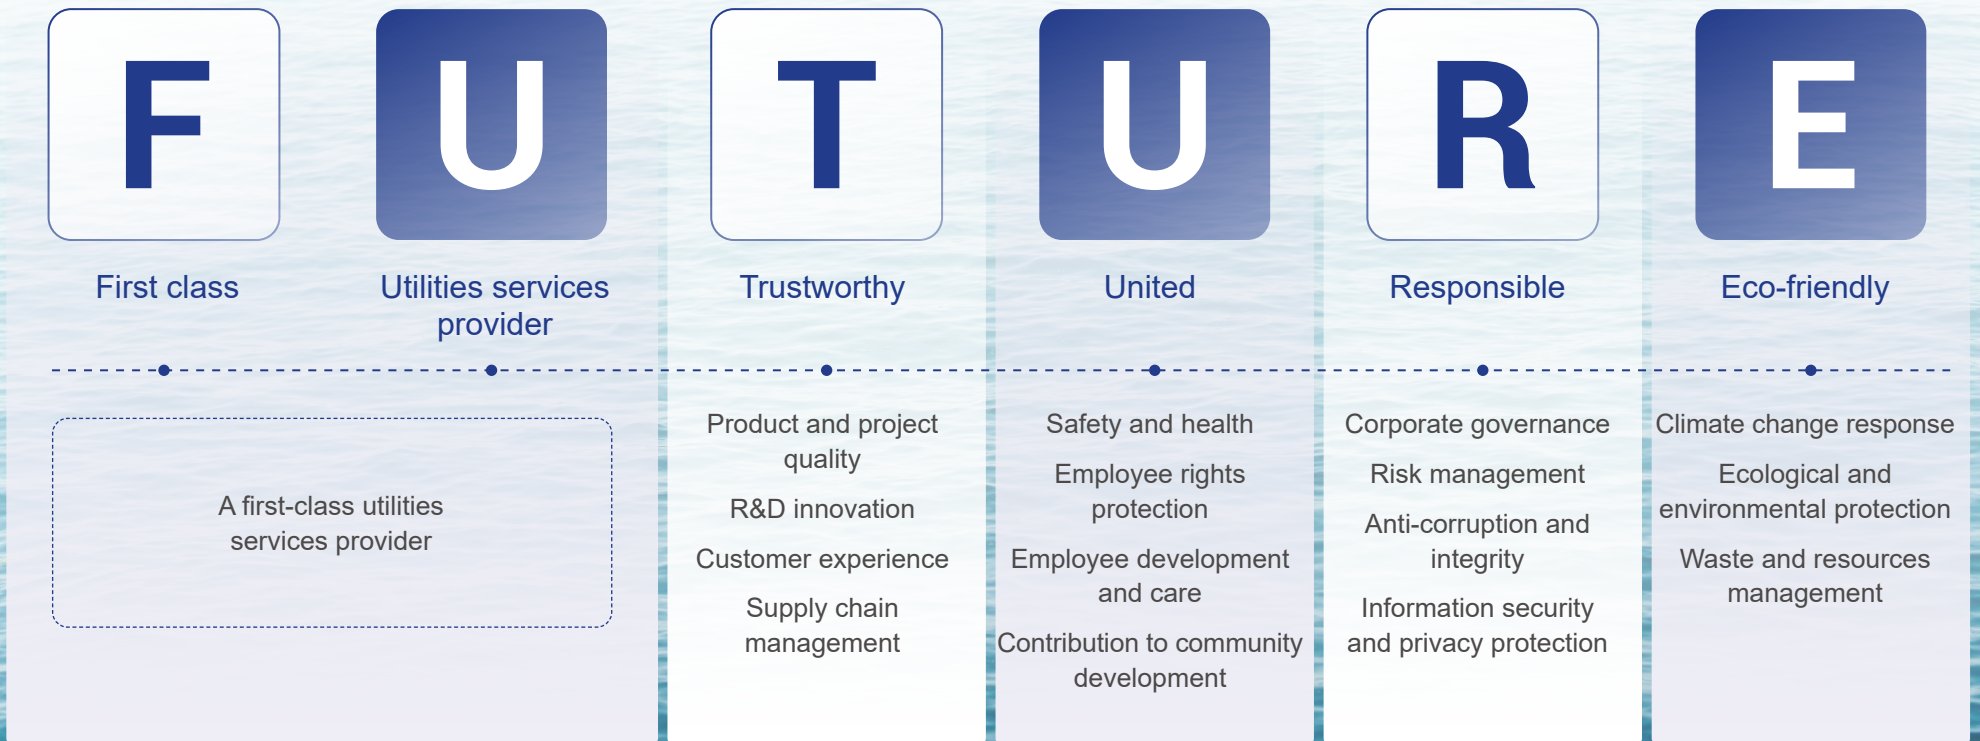 F
U
T
U
R
E
First class
Utilities services
provider
Trustworthy
United
Responsible
Eco-friendly
A first-class utilities
services provider
Product and project
quality
R&D innovation
Customer experience
Supply chain
management
Safety and health
Employee rights
protection
Employee development
and care
Contribution to community
development
Corporate governance
Risk management
Anti-corruption and
integrity
Information security
and privacy protection
Climate change response
Ecological and
environmental protection
Waste and resources
management